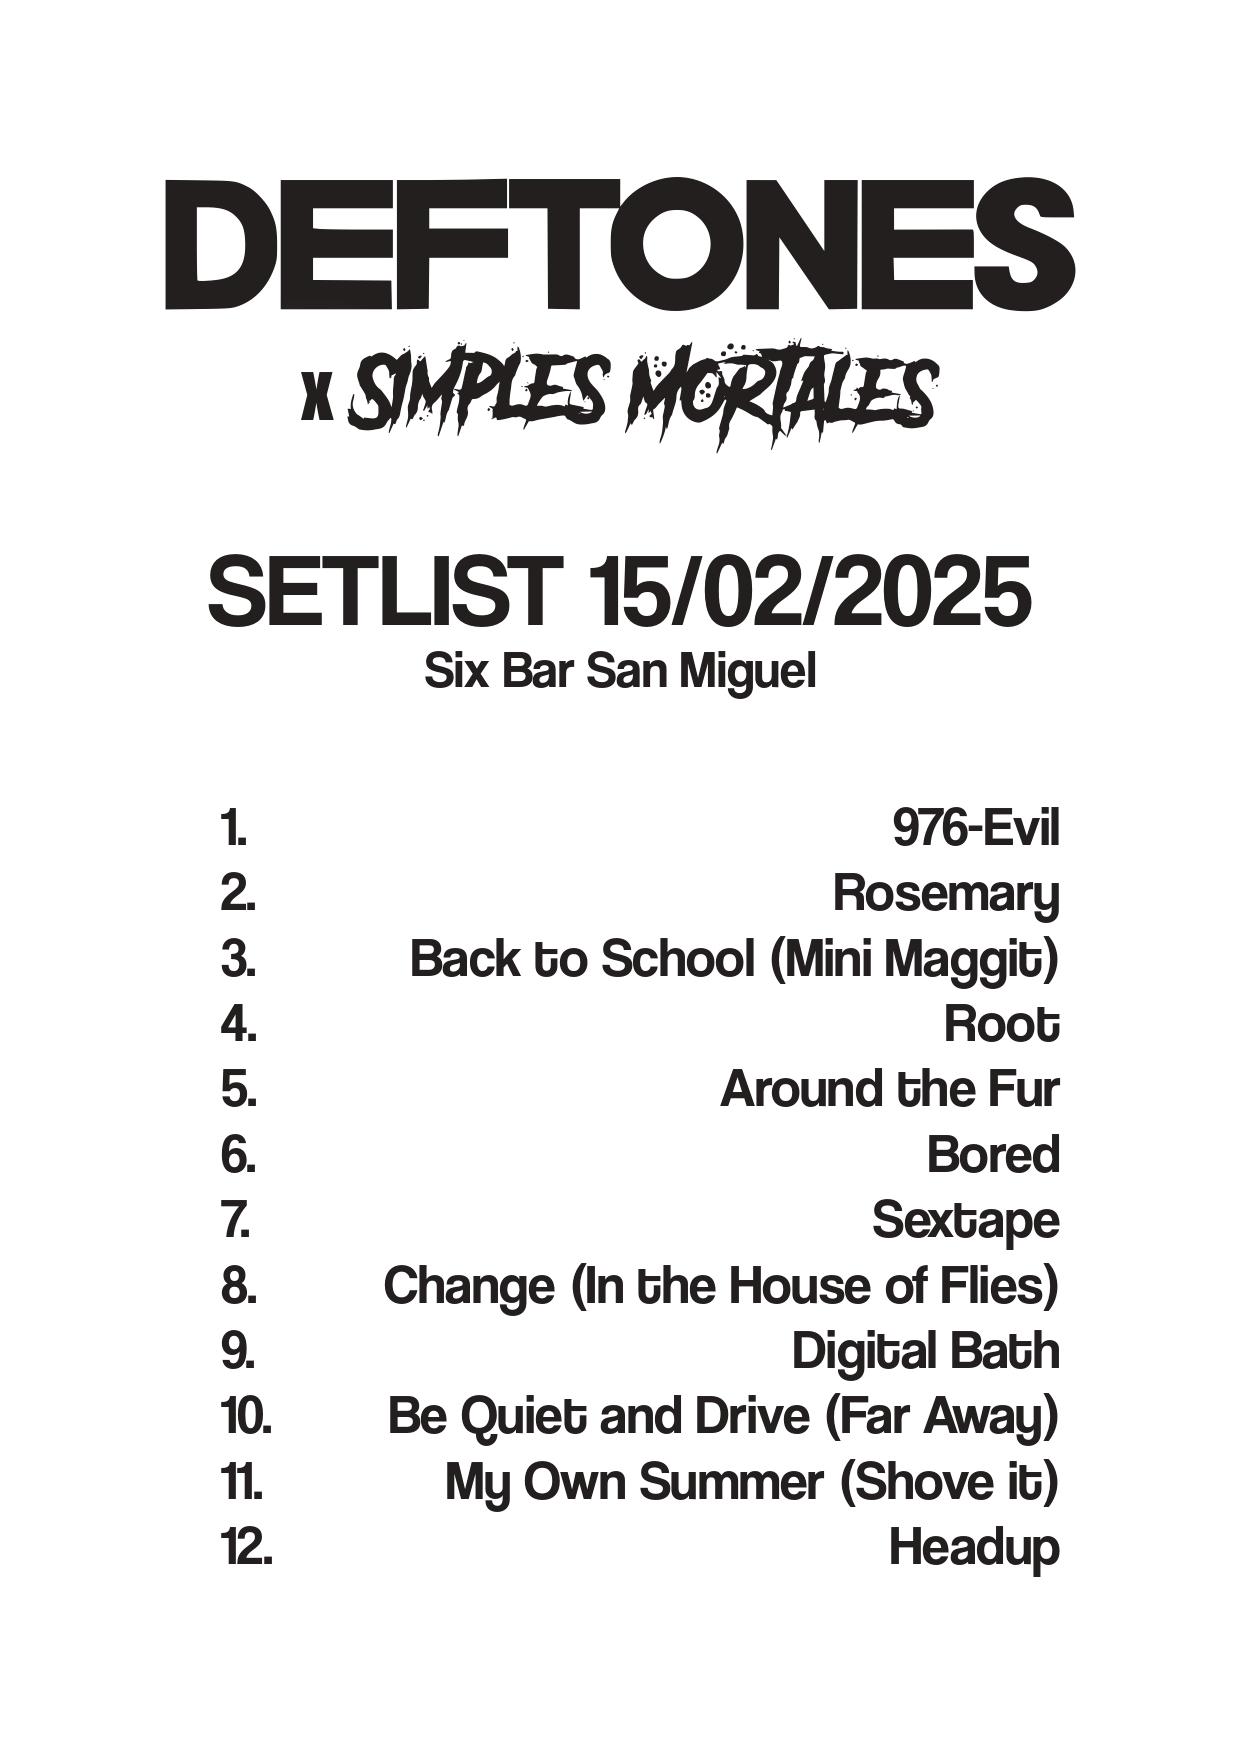 DEFTONES
x SIMPLES MORTALES
SETLIST 15/02/2025
Six Bar San Miguel
1. 976-Evil
2. Rosemary
3. Back to School (Mini Maggit)
4. Root
5. Around the Fur
6. Bored
7. Sextape
8. Change (In the House of Flies)
9. Digital Bath
10. Be Quiet and Drive (Far Away)
11. My Own Summer (Shove it)
12. Headup